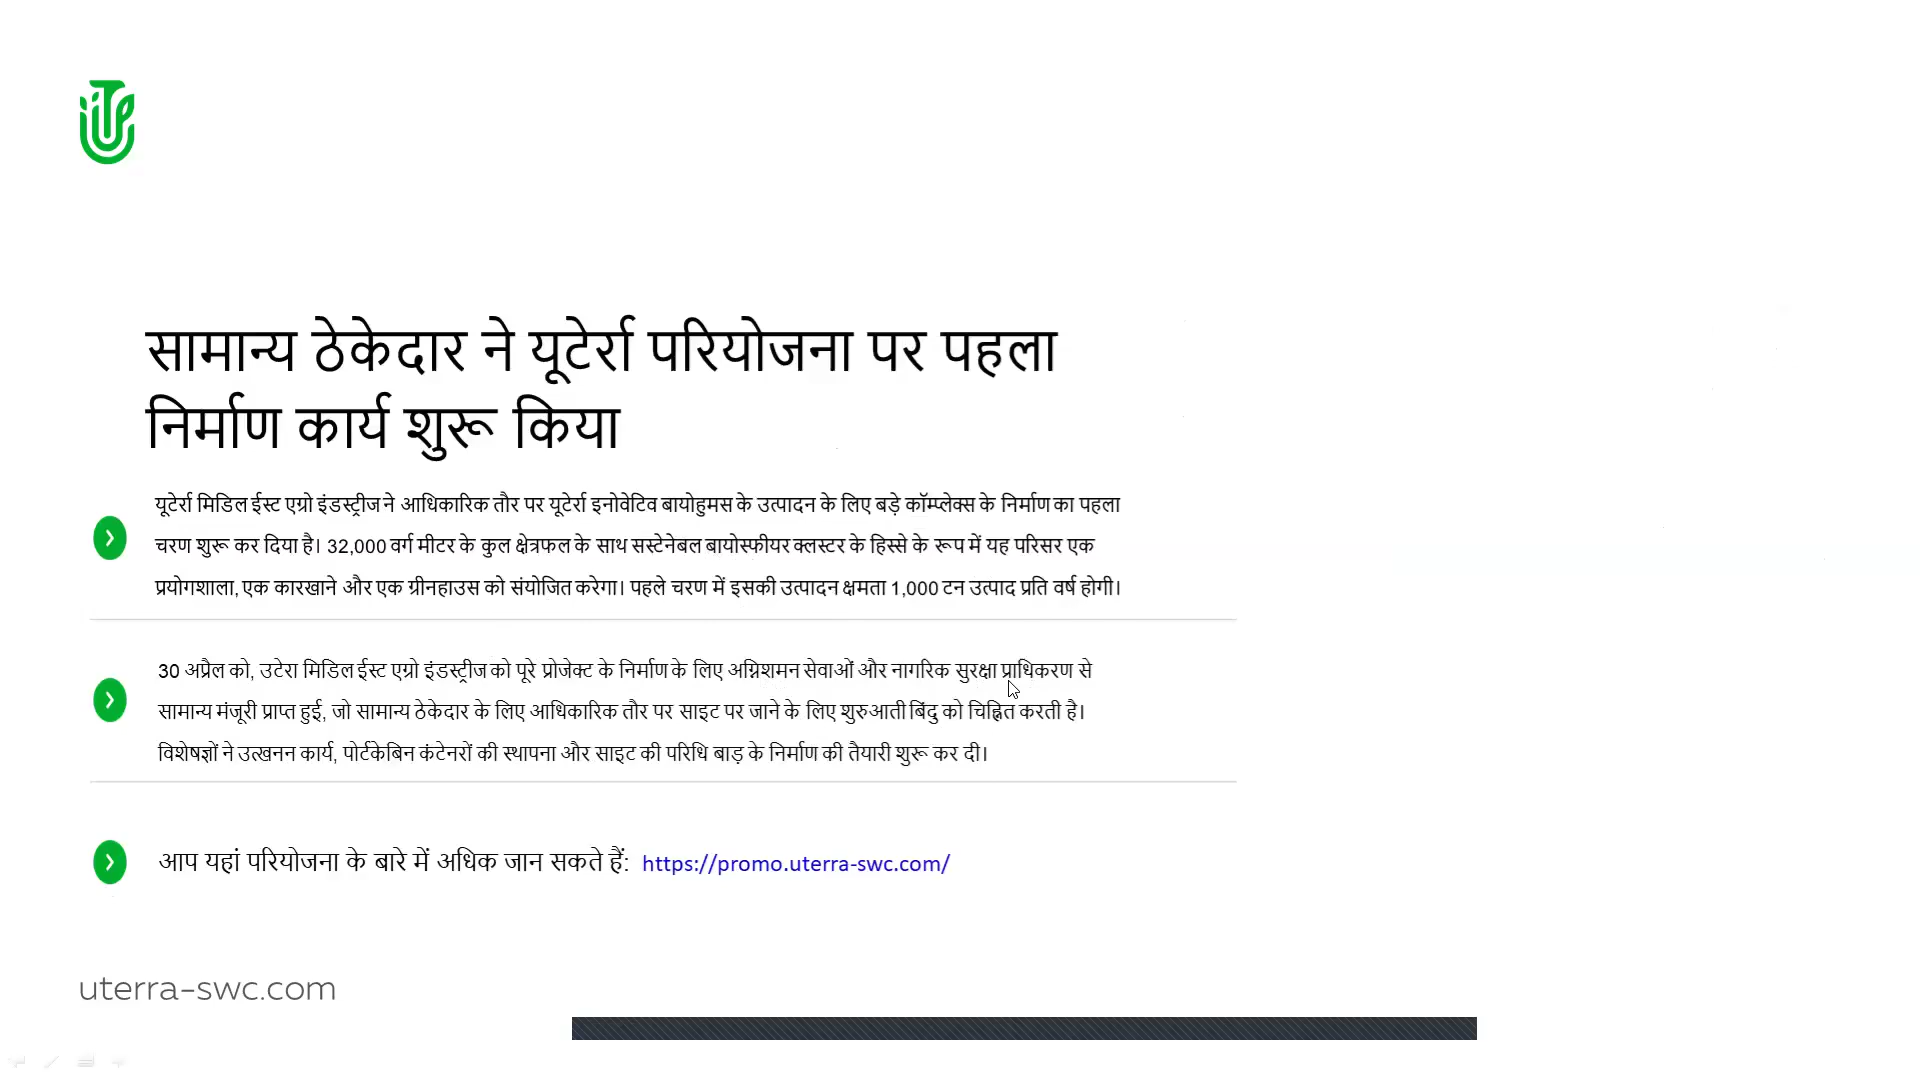 सामान्य ठेकेदार ने यूटेर्रा परियोजना पर पहला
निर्माण कार्य शुरू किया
यूटेर्रा मिडिल ईस्ट एग्रो इंडस्ट्रीज ने आधिकारिक तौर पर यूटेर्रा इनोवेटिव बायोहुमस के उत्पादन के लिए बड़े कॉम्प्लेक्स के निर्माण का पहला
चरण शुरू कर दिया है। 32,000 वर्ग मीटर के कुल क्षेत्रफल के साथ सस्टेनेबल बायोस्फीयर क्लस्टर के हिस्से के रूप में यह परिसर एक
प्रयोगशाला, एक कारखाने और एक ग्रीनहाउस को संयोजित करेगा। पहले चरण में इसकी उत्पादन क्षमता 1,000 टन उत्पाद प्रति वर्ष होगी।
30 अप्रैल को, उटेरा मिडिल ईस्ट एग्रो इंडस्ट्रीज को पूरे प्रोजेक्ट के निर्माण के लिए अग्निशमन सेवाओं और नागरिक सुरक्षा प्राधिकरण से
सामान्य मंजूरी प्राप्त हुई, जो सामान्य ठेकेदार के लिए आधिकारिक तौर पर साइट पर जाने के लिए शुरुआती बिंदु को चिह्नित करती है।
विशेषज्ञों ने उत्खनन कार्य, पोर्टकेबिन कंटेनरों की स्थापना और साइट की परिधि बाड़ के निर्माण की तैयारी शुरू कर दी।
आप यहां परियोजना के बारे में अधिक जान सकते हैं: https://promo.uterra-swc.com/
uterra-swc.com